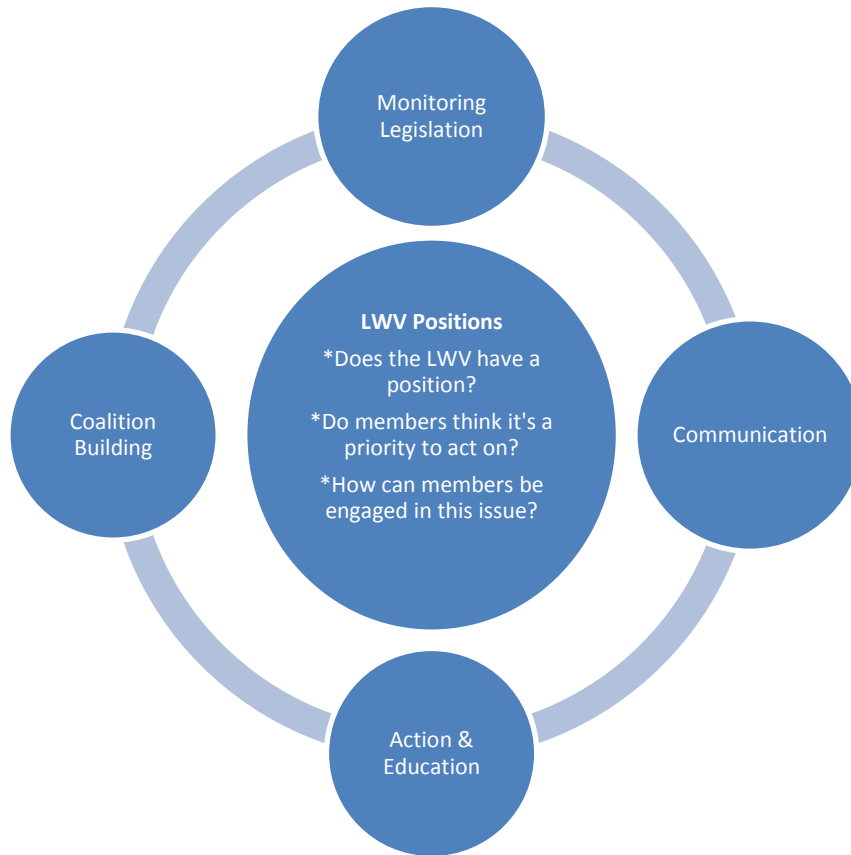 Monitoring
Legislation
LWV Positions
*Does the LWV have a
position?
*Do members think it's a
priority to act on?
*How can members be
engaged in this issue?
Coalition
Building
Communication
Action &
Education